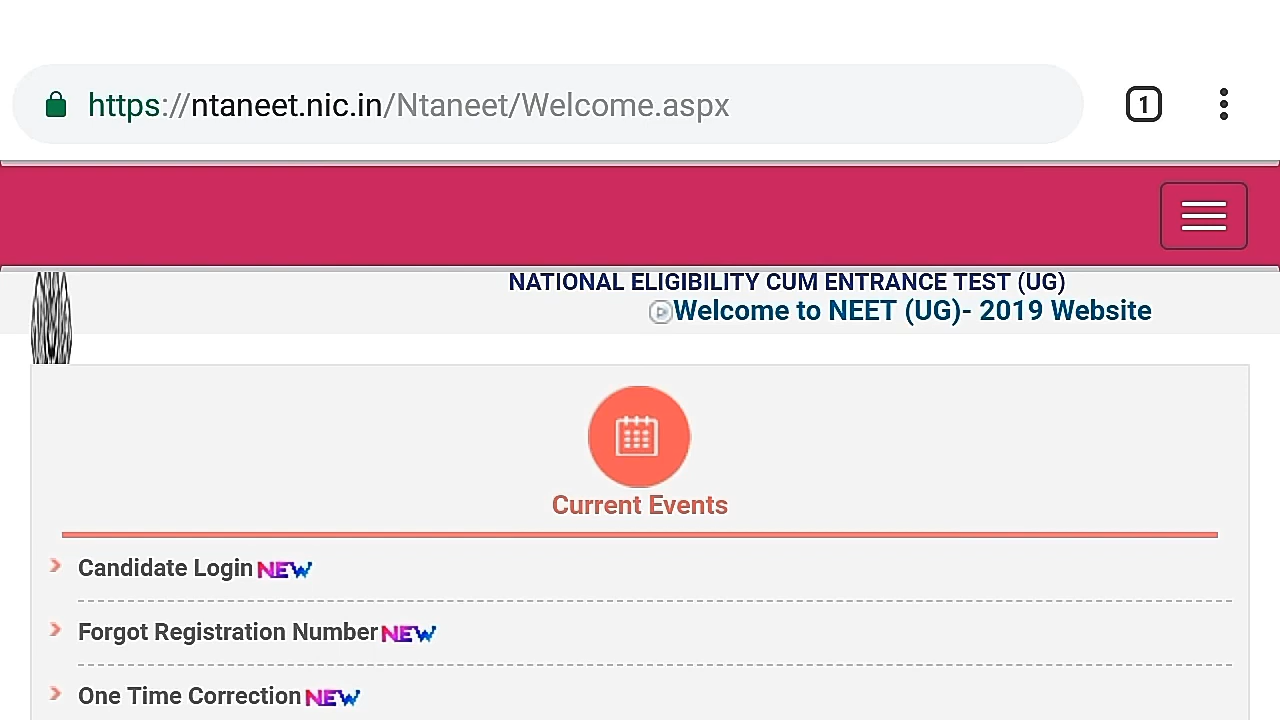 https://ntaneet.nic.in/Ntaneet/Welcome.aspx
1
NATIONAL ELIGIBILITY CUM ENTRANCE TEST (UG)
Welcome to NEET (UG)- 2019 Website
Current Events
Candidate Login NEW
Forgot Registration Number NEW
One Time Correction NEW